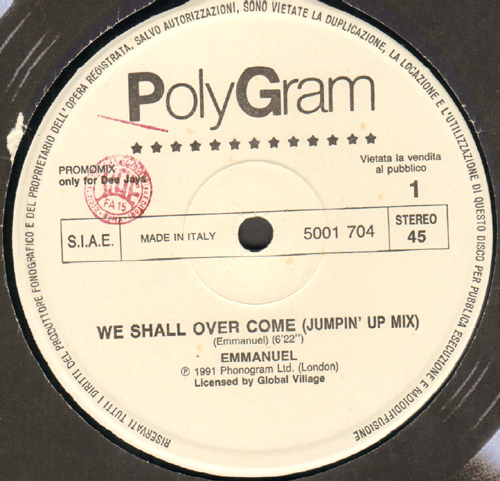 RISERVATI TUTTI I DIRITTI DEL PRODUTTORE FONOGRAFICO E DEL PROPRIETARIO DELL'OPERA REGISTRATA. SALVO AUTORIZZAZIONI, SONO VIETATE LA DUPLICAZIONE, LA LOCAZIONE E L'UTILIZZAZIONE DI QUESTO DISCO PER PUBBLICA ESECUZIONE E RADIODIFFUSIONE
PolyGram
PROMOMIX
only for Dee Jays
Vietata la vendita
al pubblico
1
FA 15
S.I.A.E.
MADE IN ITALY
5001 704
STEREO
45
WE SHALL OVER COME (JUMPIN' UP MIX)
(Emmanuel) (6'22")
EMMANUEL
℗ 1991 Phonogram Ltd. (London)
Licensed by Global Village